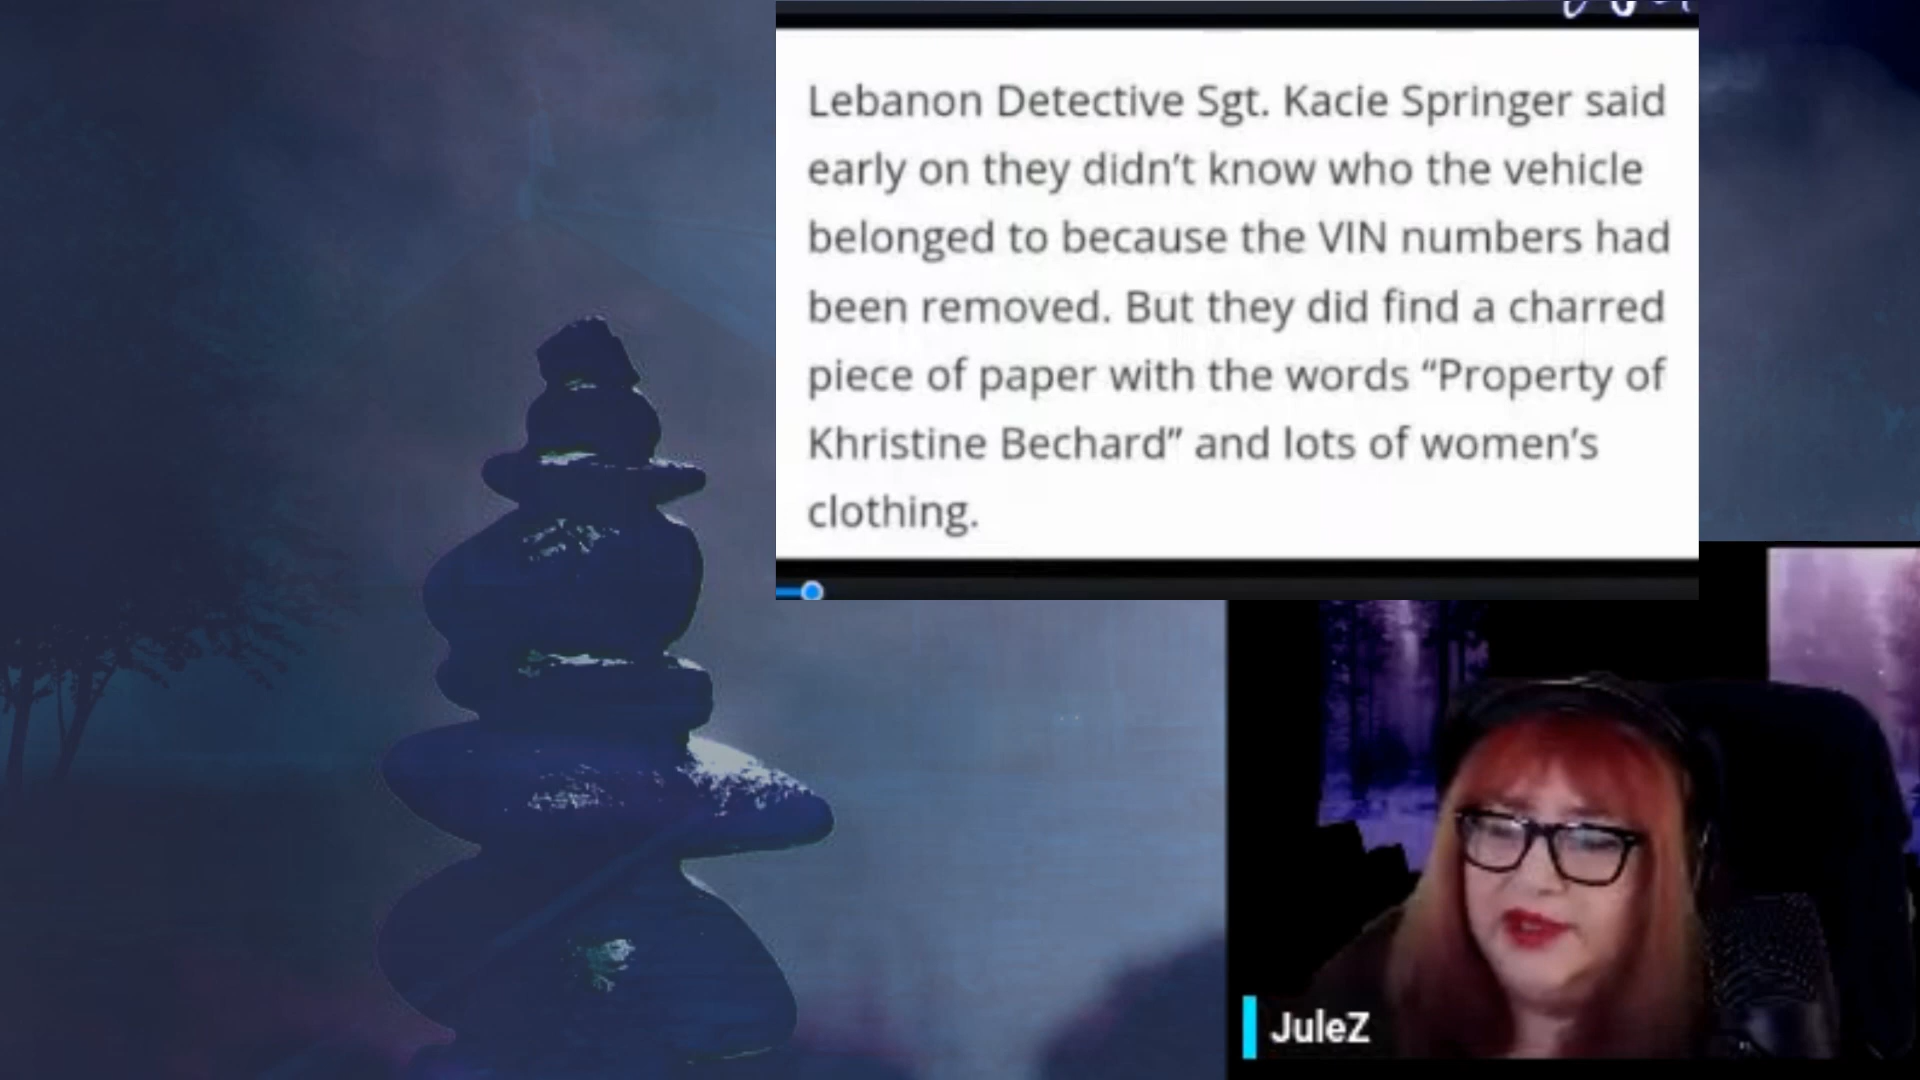 Lebanon Detective Sgt. Kacie Springer said
early on they didn’t know who the vehicle
belonged to because the VIN numbers had
been removed. But they did find a charred
piece of paper with the words “Property of
Khristine Bechard” and lots of women’s
clothing.
JuleZ